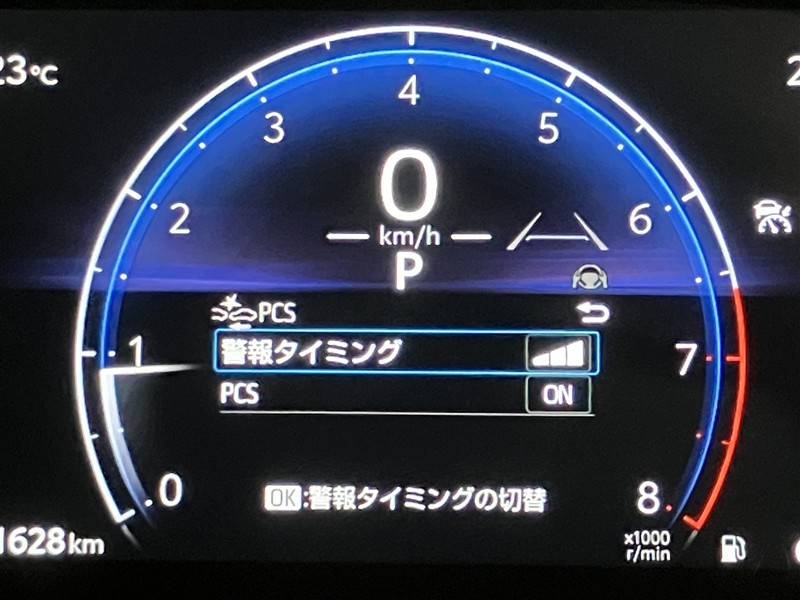 23℃
4
3
5
0
2
6
km/h
P
PCS
警報タイミング
1
7
PCS
ON
0
OK:警報タイミングの切替
8
1628km
x1000
r/min